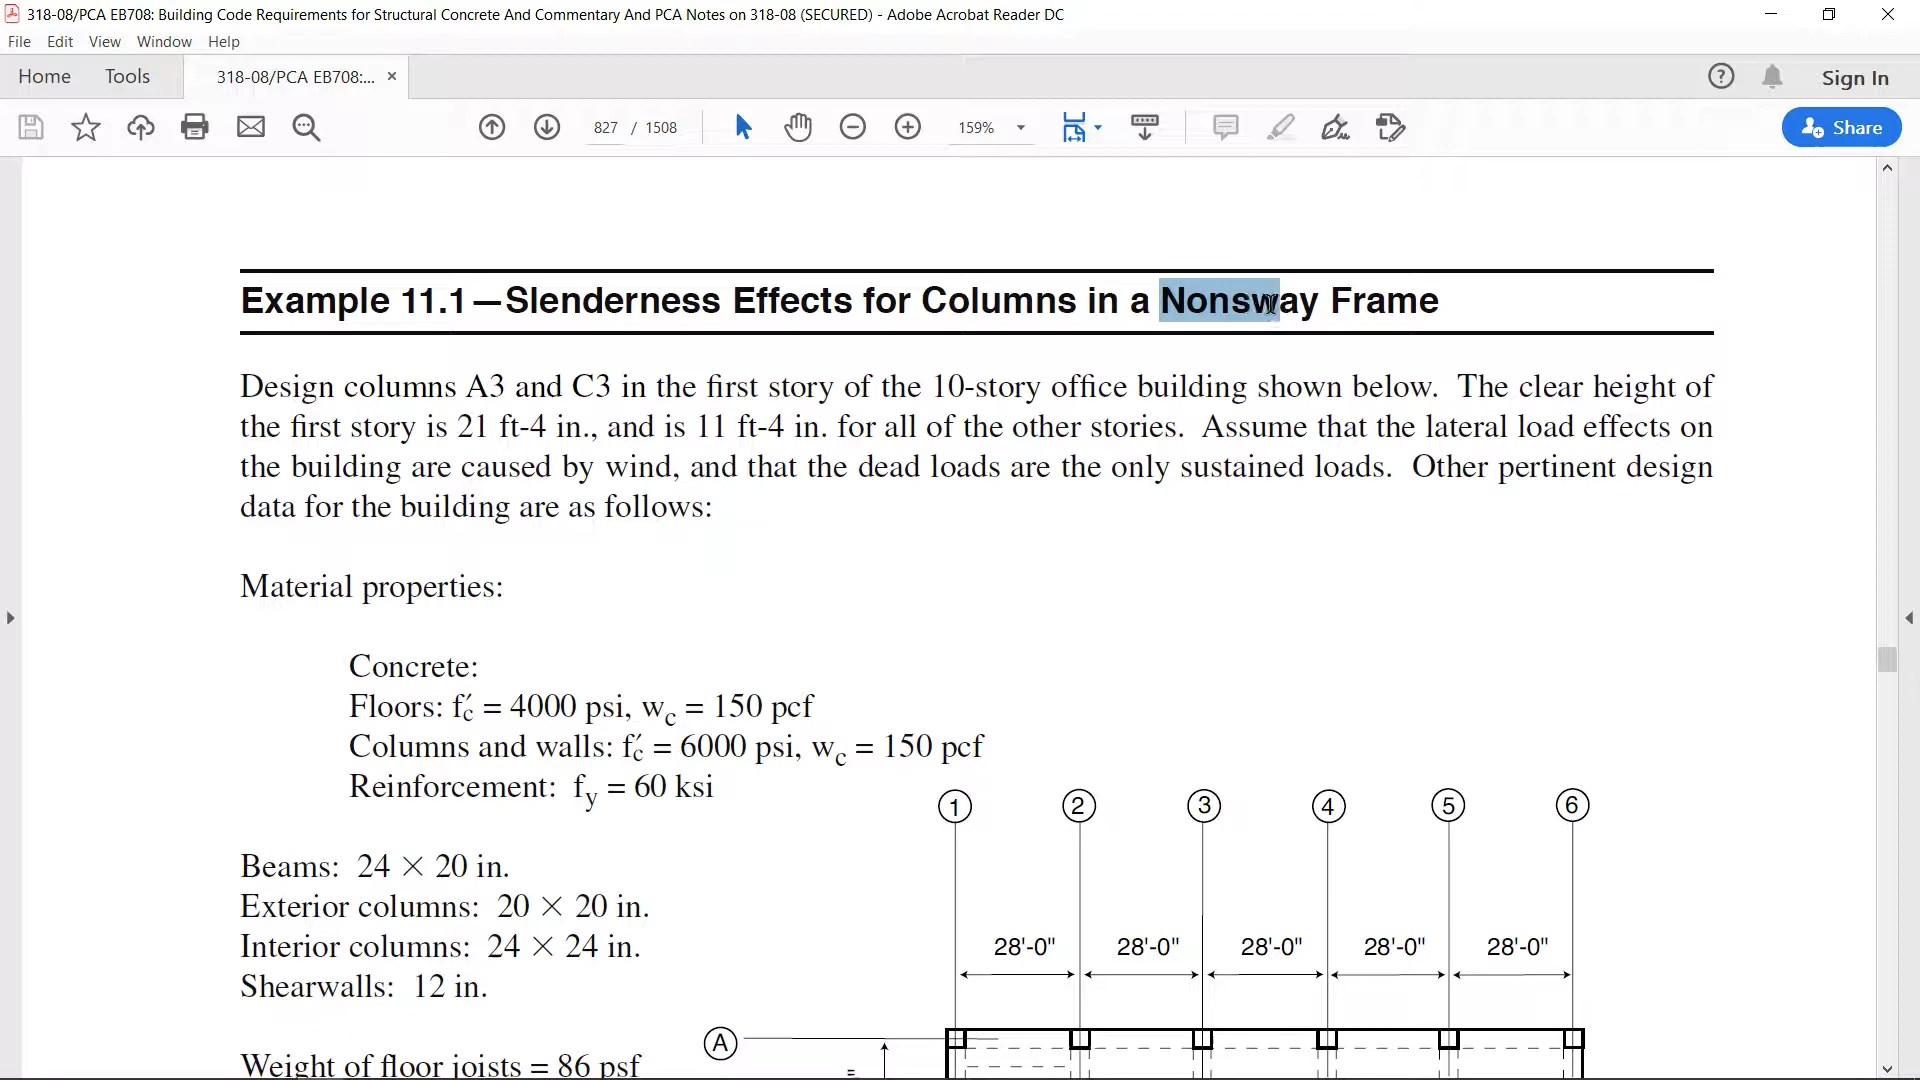 318-08/PCA EB708: Building Code Requirements for Structural Concrete And Commentary And PCA Notes on 318-08 (SECURED) - Adobe Acrobat Reader DC
File Edit View Window Help
Home Tools 318-08/PCA EB708:... × Sign In
827 / 1508 159% Share
Example 11.1—Slenderness Effects for Columns in a Nonsway Frame
Design columns A3 and C3 in the first story of the 10-story office building shown below. The clear height of
the first story is 21 ft-4 in., and is 11 ft-4 in. for all of the other stories. Assume that the lateral load effects on
the building are caused by wind, and that the dead loads are the only sustained loads. Other pertinent design
data for the building are as follows:
Material properties:
Concrete:
Floors: f′c = 4000 psi, wc = 150 pcf
Columns and walls: f′c = 6000 psi, wc = 150 pcf
Reinforcement: fy = 60 ksi
1 2 3 4 5 6
Beams: 24 × 20 in.
Exterior columns: 20 × 20 in.
Interior columns: 24 × 24 in.
28'-0" 28'-0" 28'-0" 28'-0" 28'-0"
Shearwalls: 12 in.
A
Weight of floor joists = 86 psf